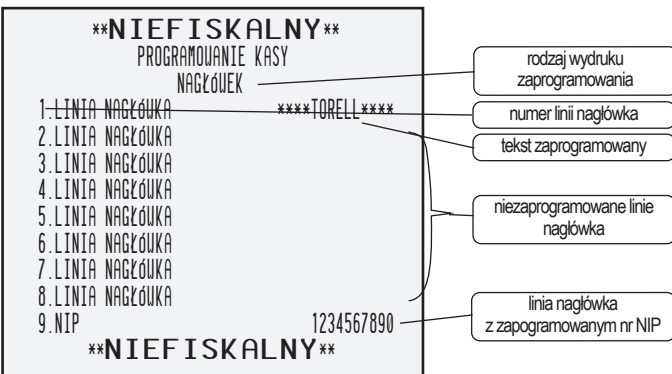 **NIEFISKALNY**
PROGRAMOWANIE KASY
NAGŁóWEK
1.LINIA NAGŁóWKA ****TORELL****
2.LINIA NAGŁóWKA
3.LINIA NAGŁóWKA
4.LINIA NAGŁóWKA
5.LINIA NAGŁóWKA
6.LINIA NAGŁóWKA
7.LINIA NAGŁóWKA
8.LINIA NAGŁóWKA
9.NIP 1234567890
**NIEFISKALNY**
rodzaj wydruku
zaprogramowania
numer linii nagłówka
tekst zaprogramowany
niezaprogramowane linie
nagłówka
linia nagłówka
z zapogramowanym nr NIP